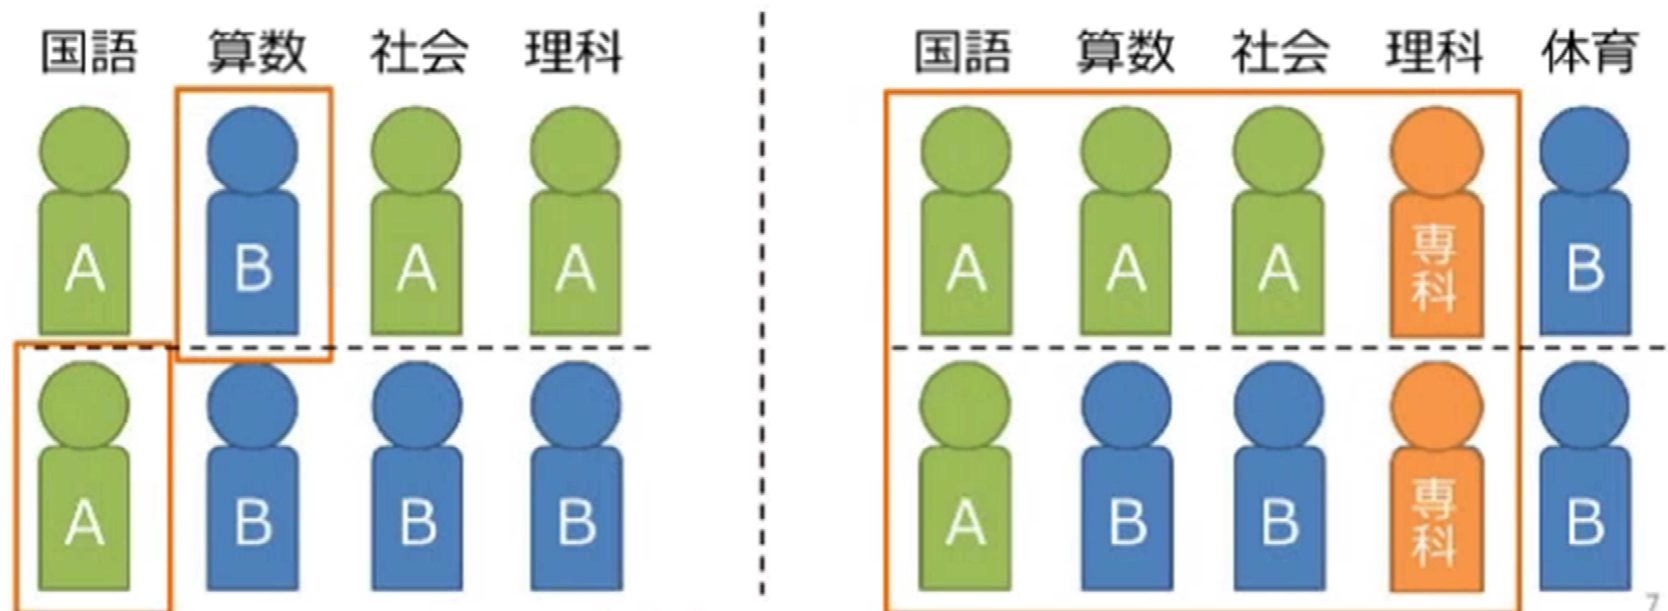 国語 算数 社会 理科
A B A A
A B B B
国語 算数 社会 理科 体育
A A A 専科 B
A B B 専科 B
7